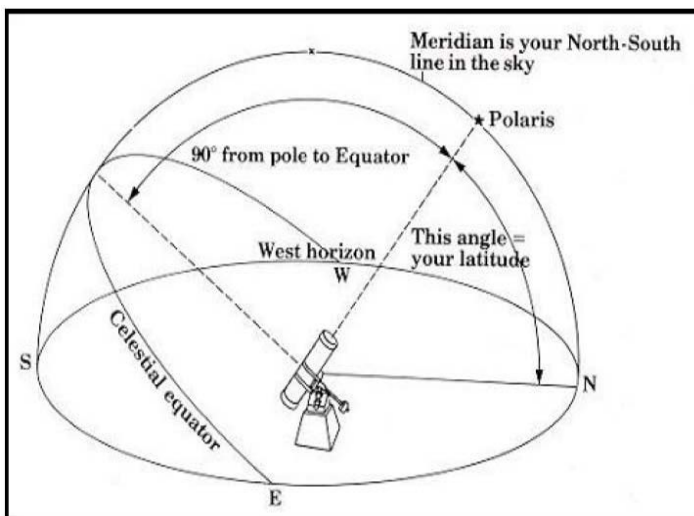 Meridian is your North-South
line in the sky
Polaris
90° from pole to Equator
This angle =
your latitude
West horizon
W
S
N
Celestial equator
E